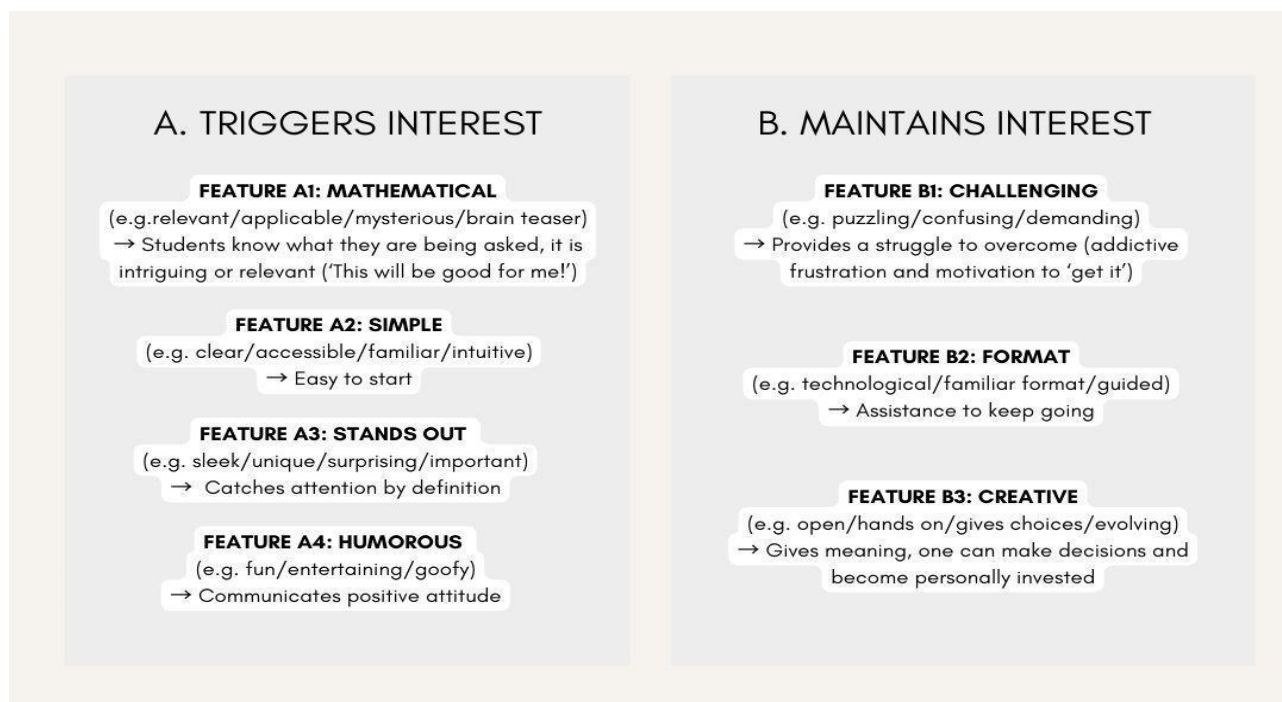 A. TRIGGERS INTEREST
FEATURE A1: MATHEMATICAL
(e.g.relevant/applicable/mysterious/brain teaser)
→ Students know what they are being asked, it is
intriguing or relevant (‘This will be good for me!’)
FEATURE A2: SIMPLE
(e.g. clear/accessible/familiar/intuitive)
→ Easy to start
FEATURE A3: STANDS OUT
(e.g. sleek/unique/surprising/important)
→ Catches attention by definition
FEATURE A4: HUMOROUS
(e.g. fun/entertaining/goofy)
→ Communicates positive attitude
B. MAINTAINS INTEREST
FEATURE B1: CHALLENGING
(e.g. puzzling/confusing/demanding)
→ Provides a struggle to overcome (addictive
frustration and motivation to ‘get it’)
FEATURE B2: FORMAT
(e.g. technological/familiar format/guided)
→ Assistance to keep going
FEATURE B3: CREATIVE
(e.g. open/hands on/gives choices/evolving)
→ Gives meaning, one can make decisions and
become personally invested